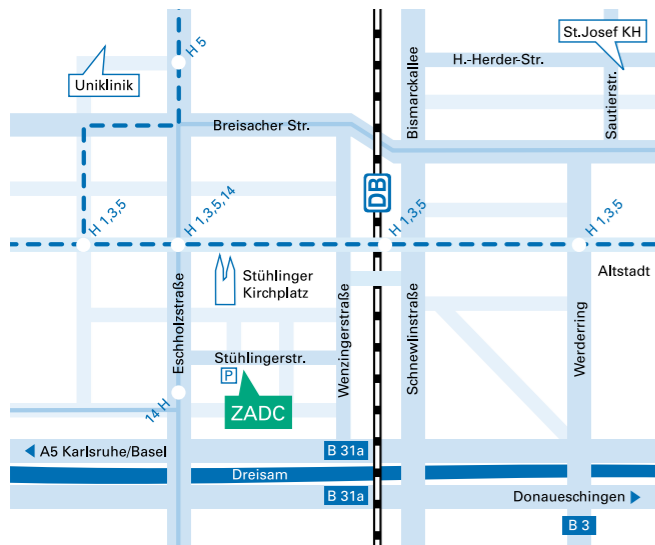 H 5
St.Josef KH
Uniklinik
H.-Herder-Str.
Bismarckallee
Sautierstr.
Breisacher Str.
DB
H 1,3,5
H 1,3,5,14
H 1,3,5
H 1,3,5
Altstadt
Stühlinger
Kirchplatz
Eschholzstraße
Wenzingerstraße
Schnewlinstraße
Werderring
Stühlingerstr.
P
ZADC
14 H
A5 Karlsruhe/Basel
B 31a
Dreisam
B 31a
Donaueschingen
B 3